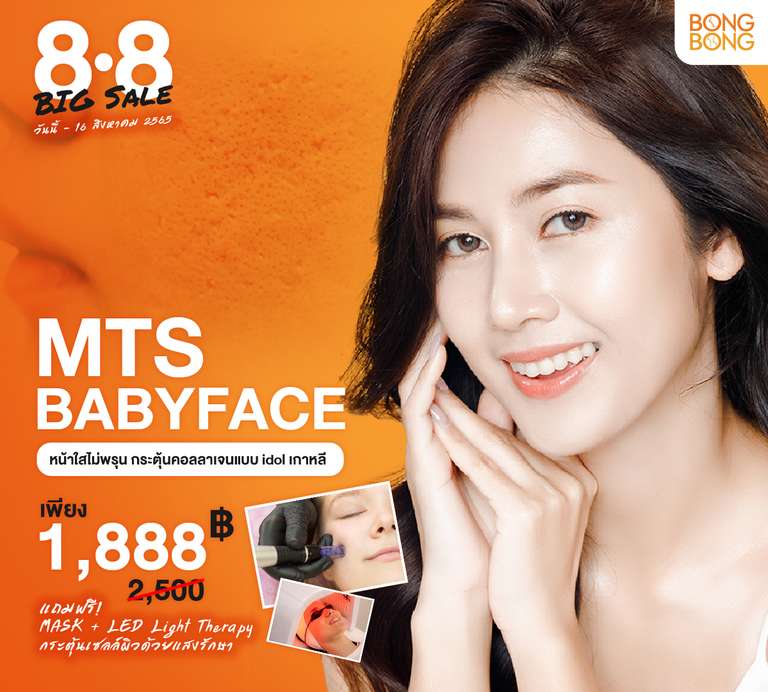 8.8
BIG SALE
วันนี้ - 16 สิงหาคม 2565
BONG
BONG
MTS
BABYFACE
หน้าใสไม่พรุน กระตุ้นคอลลาเจนแบบ idol เกาหลี
เพียง
1,888 ฿
2,500
แถมฟรี!
MASK + LED Light Therapy
กระตุ้นเซลล์ผิวด้วยแสงรักษา